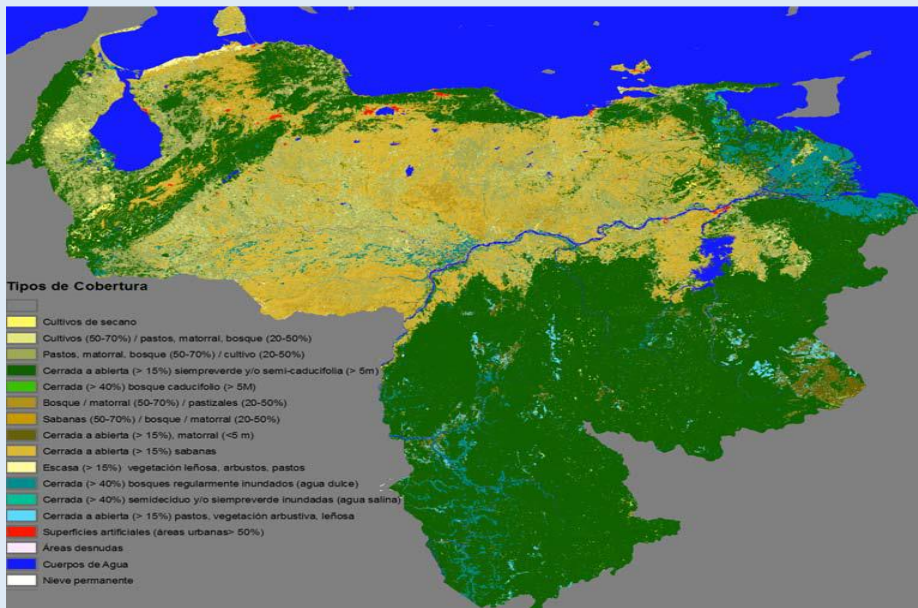 Tipos de Cobertura
Cultivos de secano
Cultivos (50-70%) / pastos, matorral, bosque (20-50%)
Pastos, matorral, bosque (50-70%) / cultivo (20-50%)
Cerrada a abierta (> 15%) siempreverde y/o semi-caducifolia (> 5m)
Cerrada (> 40%) bosque caducifolio (> 5M)
Bosque / matorral (50-70%) / pastizales (20-50%)
Sabanas (50-70%) / bosque / matorral (20-50%)
Cerrada a abierta (> 15%), matorral (<5 m)
Cerrada a abierta (> 15%) sabanas
Escasa (> 15%) vegetación leñosa, arbustos, pastos
Cerrada (> 40%) bosques regularmente inundados (agua dulce)
Cerrada (> 40%) semideciduo y/o siempreverde inundadas (agua salina)
Cerrada a abierta (> 15%) pastos, vegetación arbustiva, leñosa
Superficies artificiales (áreas urbanas> 50%)
Áreas desnudas
Cuerpos de Agua
Nieve permanente